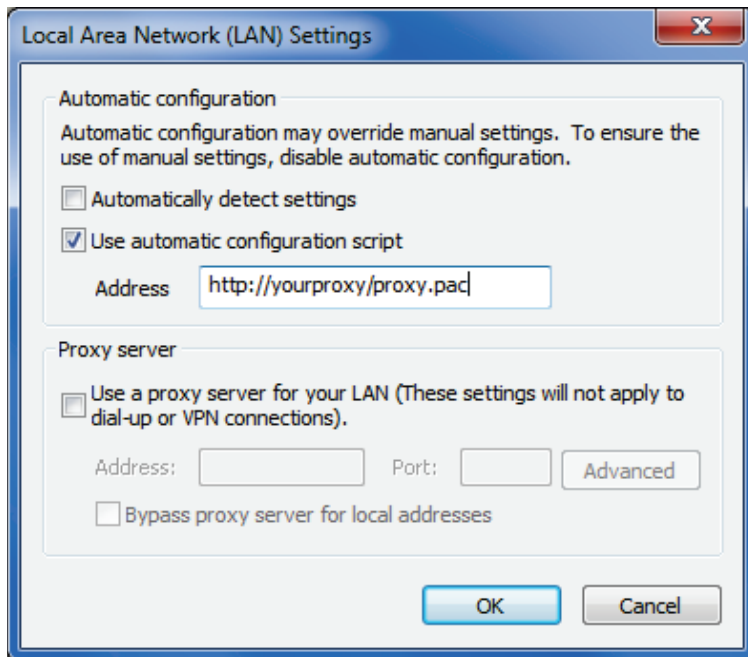 Local Area Network (LAN) Settings
Automatic configuration
Automatic configuration may override manual settings.  To ensure the
use of manual settings, disable automatic configuration.
Automatically detect settings
Use automatic configuration script
Address http://yourproxy/proxy.pac
Proxy server
Use a proxy server for your LAN (These settings will not apply to
dial-up or VPN connections).
Address: Port: Advanced
Bypass proxy server for local addresses
OK Cancel